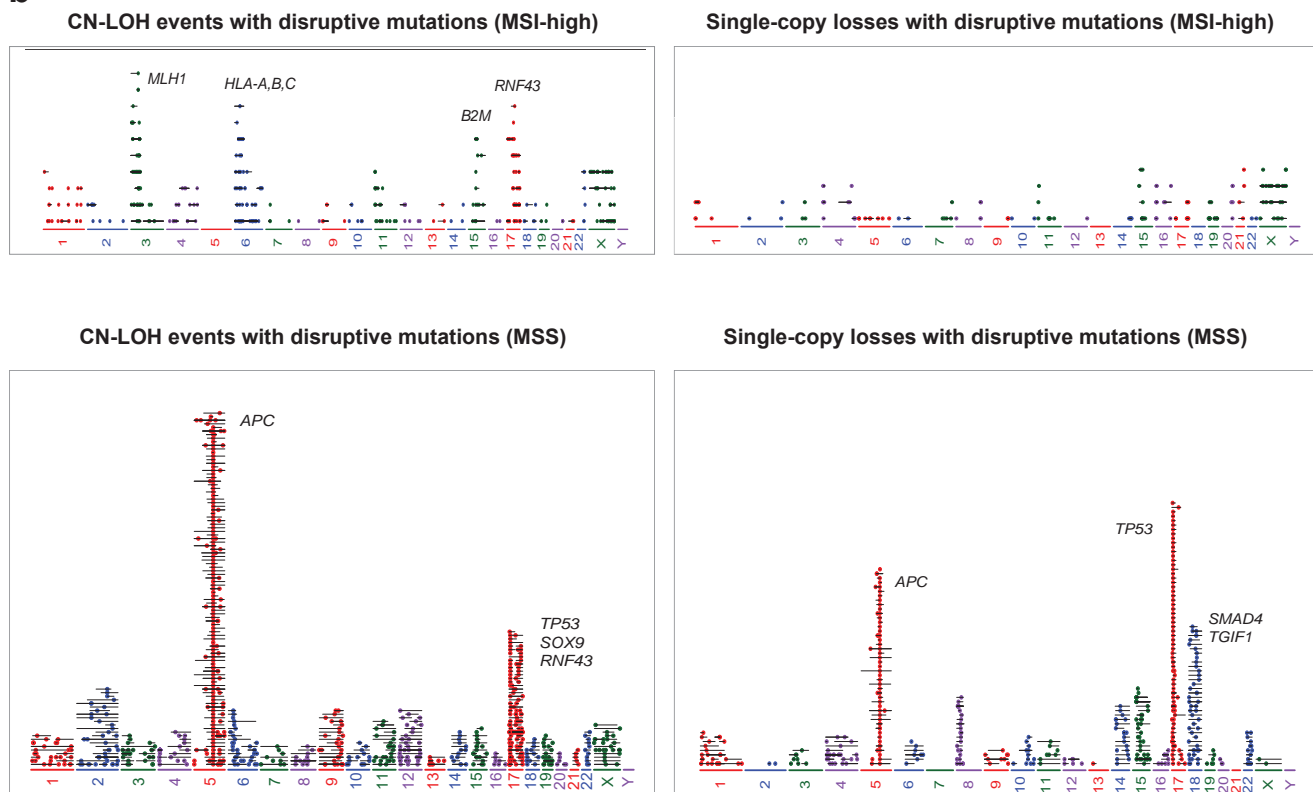 b
CN-LOH events with disruptive mutations (MSI-high)
Single-copy losses with disruptive mutations (MSI-high)
MLH1
HLA-A,B,C
B2M
RNF43
1 2 3 4 5 6 7 8 9 10 11 12 13 14 15 16 17 18 19 20 21 22 X Y
1 2 3 4 5 6 7 8 9 10 11 12 13 14 15 16 17 18 19 20 21 22 X Y
CN-LOH events with disruptive mutations (MSS)
Single-copy losses with disruptive mutations (MSS)
APC
TP53
SOX9
RNF43
TP53
APC
SMAD4
TGIF1
1 2 3 4 5 6 7 8 9 10 11 12 13 14 15 16 17 18 19 20 21 22 X Y
1 2 3 4 5 6 7 8 9 10 11 12 13 14 15 16 17 18 19 20 21 22 X Y